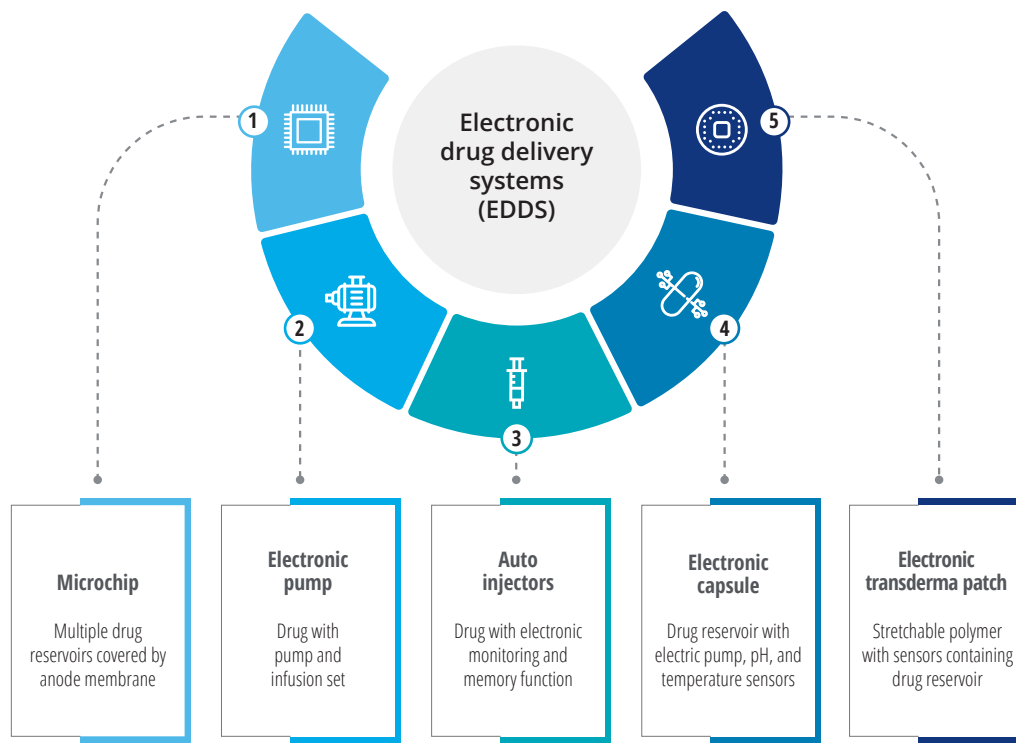 Electronic
drug delivery
systems
(EDDS)
1
2
3
4
5
Microchip
Multiple drug
reservoirs covered by
anode membrane
Electronic
pump
Drug with
pump and
infusion set
Auto
injectors
Drug with electronic
monitoring and
memory function
Electronic
capsule
Drug reservoir with
electric pump, pH, and
temperature sensors
Electronic
transderma patch
Stretchable polymer
with sensors containing
drug reservoir